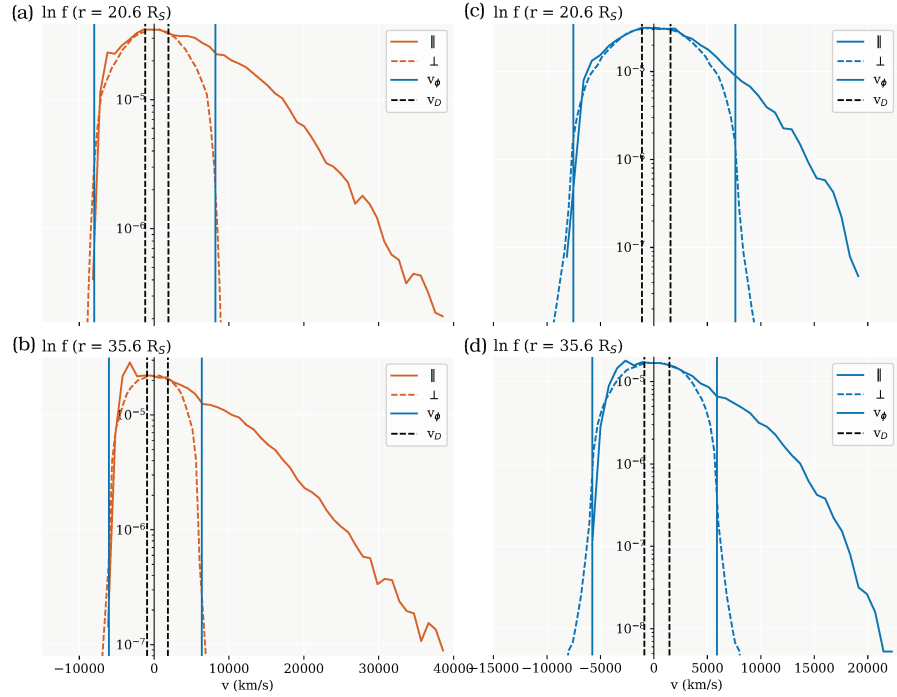 (a)
ln f (r = 20.6 R_S)
∥
⊥
v_ϕ
v_D
10⁻⁵
10⁻⁶
(c)
ln f (r = 20.6 R_S)
∥
⊥
v_ϕ
v_D
10⁻⁵
10⁻⁶
10⁻⁷
(b)
ln f (r = 35.6 R_S)
∥
⊥
v_ϕ
v_D
10⁻⁵
10⁻⁶
10⁻⁷
−10000 0 10000 20000 30000 40000
v (km/s)
(d)
ln f (r = 35.6 R_S)
∥
⊥
v_ϕ
v_D
10⁻⁵
10⁻⁶
10⁻⁷
10⁻⁸
−15000 −10000 −5000 0 5000 10000 15000 20000
v (km/s)